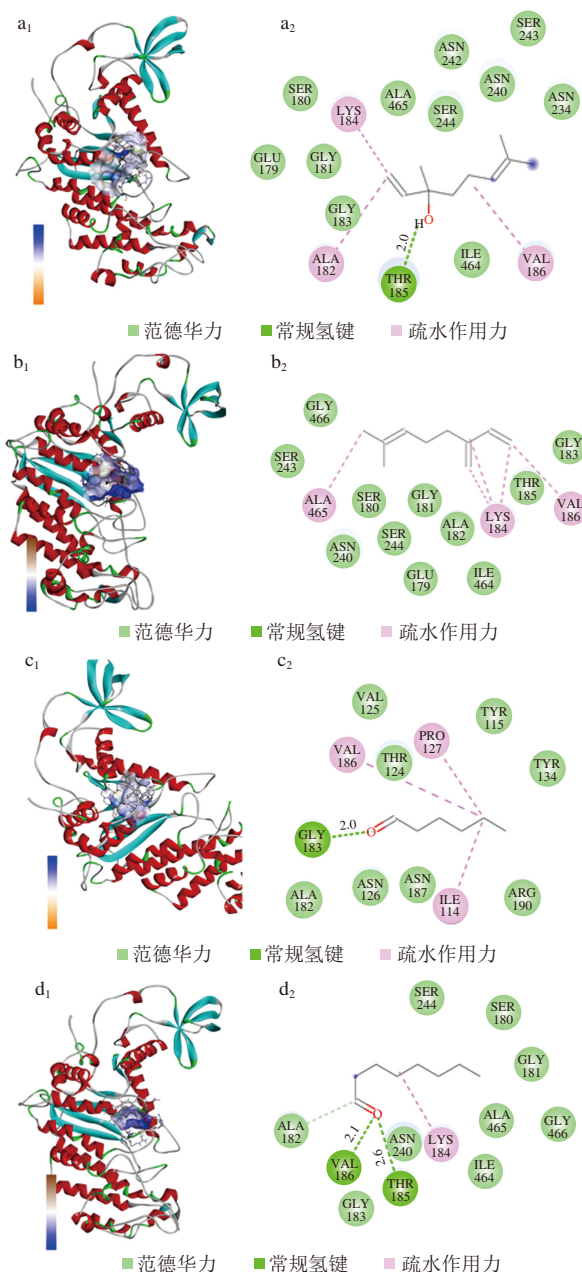 a1
a2
SER 243
ASN 242
SER 180
LYS 184
ALA 465
SER 244
ASN 240
ASN 234
GLU 179
GLY 181
GLY 183
H
O
2.0
ALA 182
THR 185
ILE 464
VAL 186
范德华力 常规氢键 疏水作用力
b1
b2
GLY 466
SER 243
GLY 183
ALA 465
SER 180
GLY 181
THR 185
VAL 186
ASN 240
SER 244
ALA 182
LYS 184
GLU 179
ILE 464
范德华力 常规氢键 疏水作用力
c1
c2
VAL 125
TYR 115
VAL 186
THR 124
PRO 127
TYR 134
GLY 183
2.0
O
ALA 182
ASN 126
ASN 187
ILE 114
ARG 190
范德华力 常规氢键 疏水作用力
d1
d2
SER 244
SER 180
GLY 181
ALA 182
O
2.1
2.6
ASN 240
LYS 184
ALA 465
GLY 466
VAL 186
THR 185
ILE 464
GLY 183
范德华力 常规氢键 疏水作用力